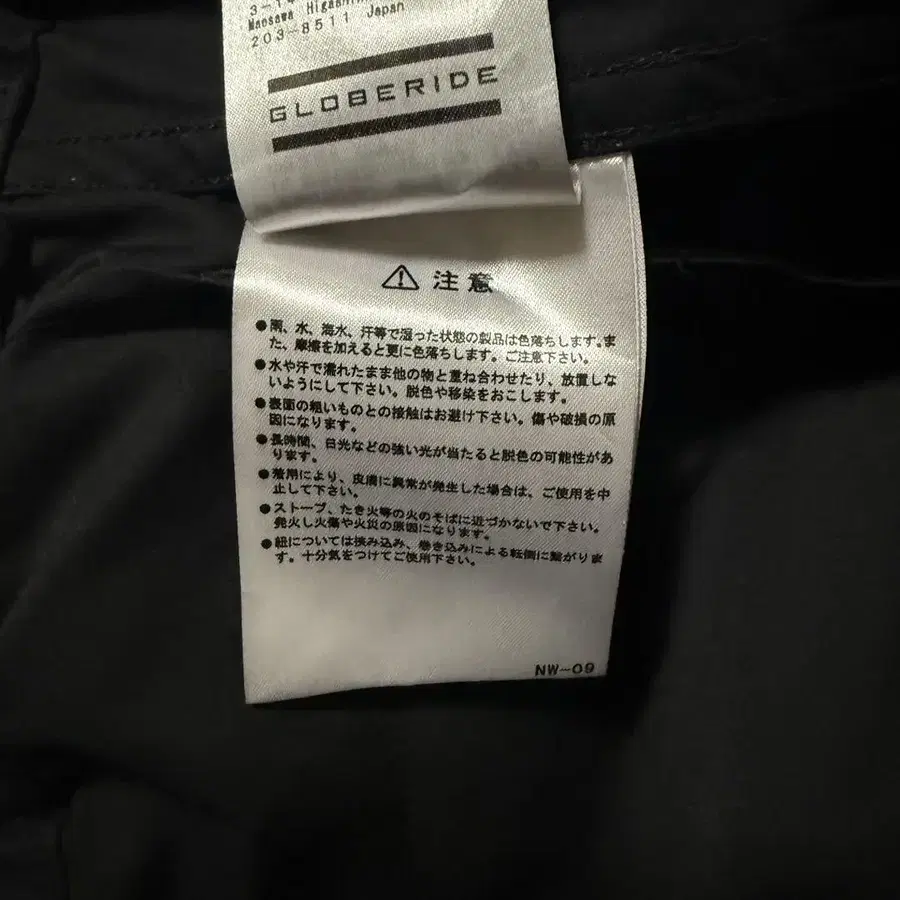 3-14
Maesawa Higashi
203-8511 Japan
GLOBERIDE
⚠ 注意
●雨、水、海水、汗等で湿った状態の製品は色落ちします。ま
た、摩擦を加えると更に色落ちします。ご注意下さい。
●水や汗で濡れたまま他の物と重ね合わせたり、放置しな
いようにして下さい。脱色や移染をおこします。
●表面の粗いものとの接触はお避け下さい。傷や破損の原
因になります。
●長時間、日光などの強い光が当たると脱色の可能性があ
ります。
●着用により、皮膚に異常が発生した場合は、ご使用を中
止して下さい。
●ストーブ、たき火等の火のそばに近づかないで下さい。
発火し火傷や火災の原因になります。
●紐については挟み込み、巻き込みによる転倒に繋がりま
す。十分気をつけてご使用下さい。
NW-09